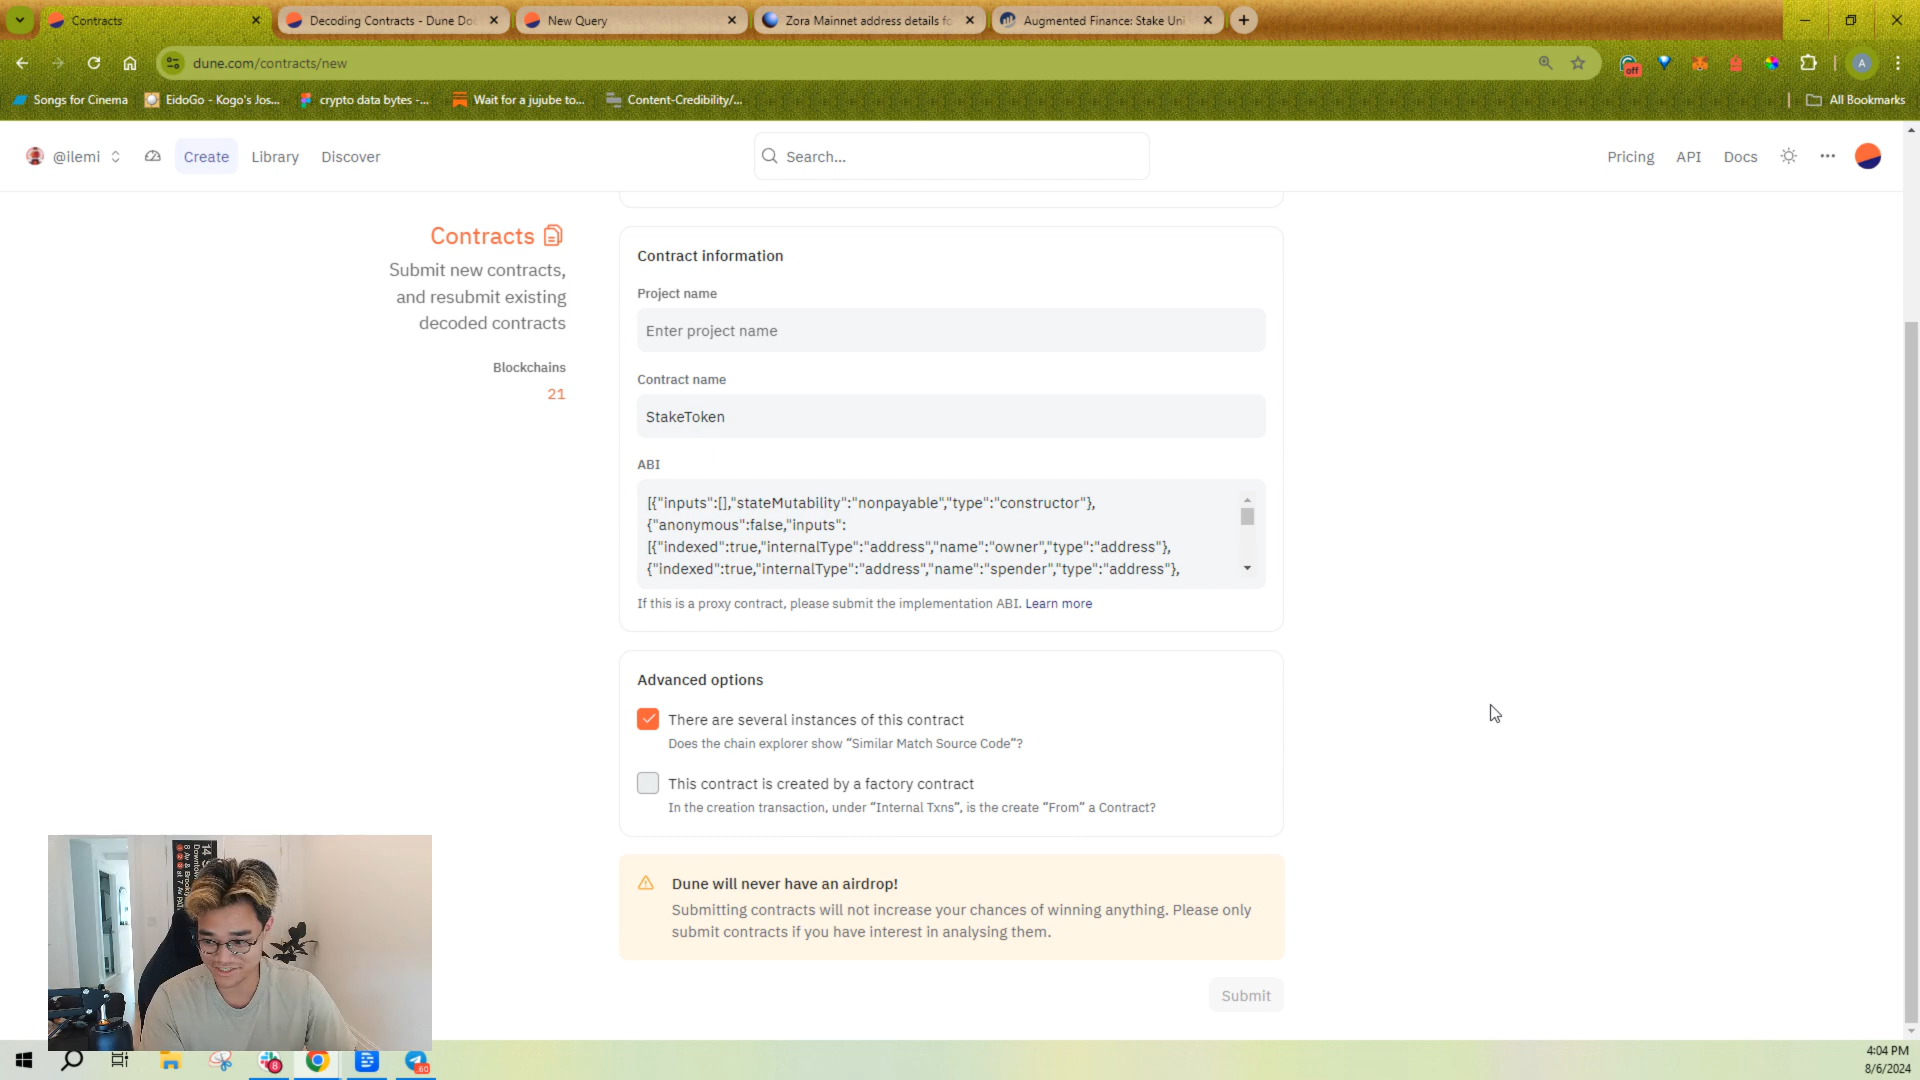 Contracts
Decoding Contracts - Dune Do
New Query
Zora Mainnet address details fo
Augmented Finance: Stake Uni
dune.com/contracts/new
off
A
Songs for Cinema
EidoGo - Kogo's Jos...
crypto data bytes -...
Wait for a jujube to...
Content-Credibility/...
All Bookmarks
@ilemi
Create
Library
Discover
Search...
Pricing
API
Docs
Contracts
Submit new contracts,
and resubmit existing
decoded contracts
Blockchains
21
Contract information
Project name
Enter project name
Contract name
StakeToken
ABI
[{"inputs":[],"stateMutability":"nonpayable","type":"constructor"},
{"anonymous":false,"inputs":
[{"indexed":true,"internalType":"address","name":"owner","type":"address"},
{"indexed":true,"internalType":"address","name":"spender","type":"address"},
If this is a proxy contract, please submit the implementation ABI. Learn more
Advanced options
There are several instances of this contract
Does the chain explorer show “Similar Match Source Code”?
This contract is created by a factory contract
In the creation transaction, under “Internal Txns”, is the create “From” a Contract?
Dune will never have an airdrop!
Submitting contracts will not increase your chances of winning anything. Please only
submit contracts if you have interest in analysing them.
Submit
8
60
4:04 PM
8/6/2024